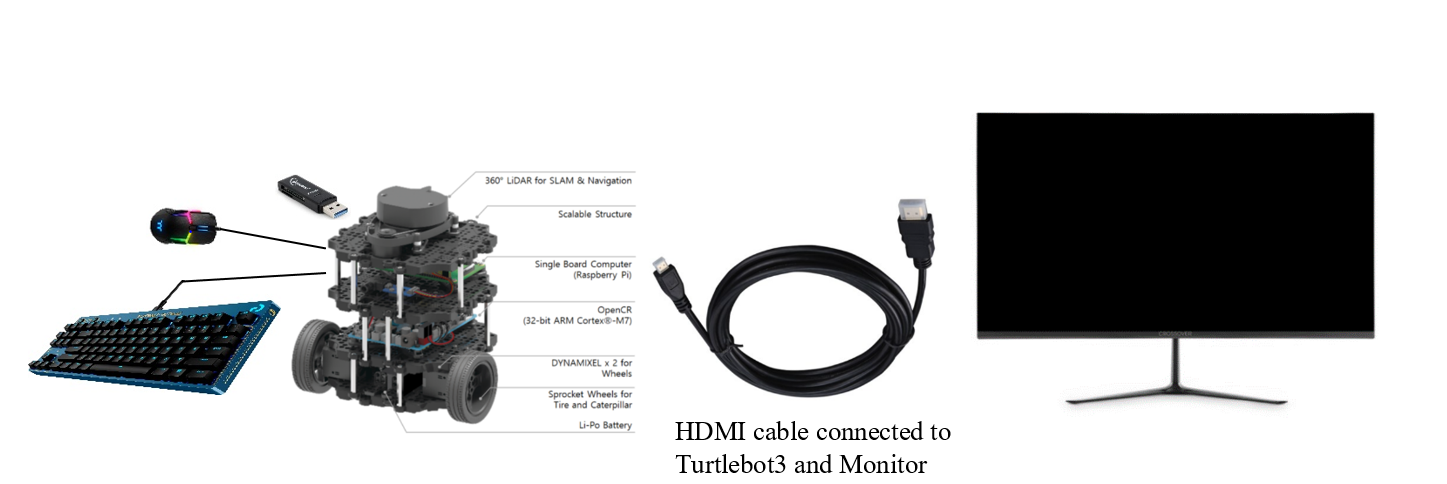 360° LiDAR for SLAM & Navigation
Scalable Structure
Single Board Computer
(Raspberry Pi)
OpenCR
(32-bit ARM Cortex®-M7)
DYNAMIXEL x 2 for
Wheels
Sprocket Wheels for
Tire and Caterpillar
Li-Po Battery
HDMI cable connected to
Turtlebot3 and Monitor
CROSSOVER